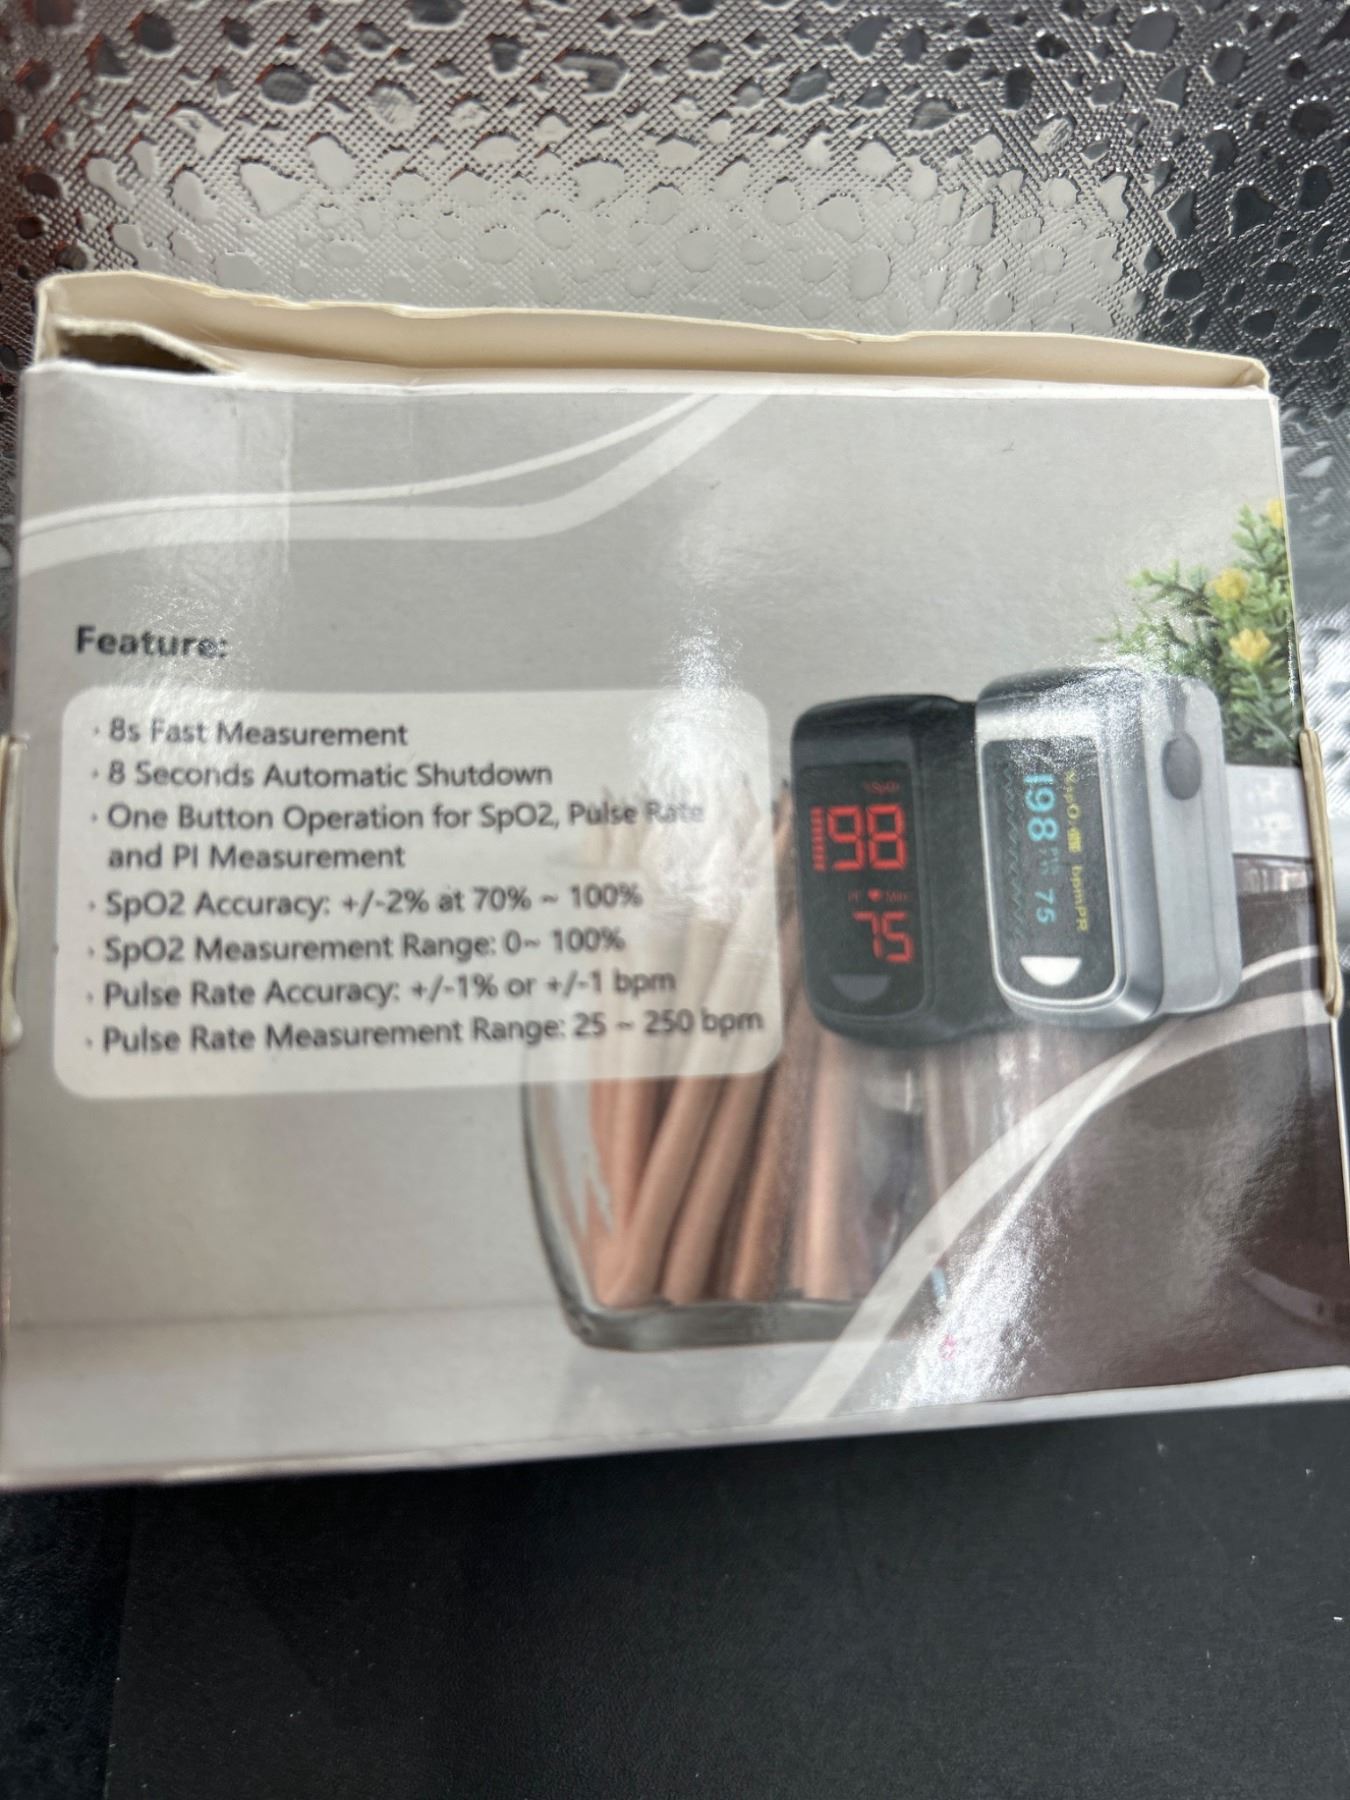 Feature:
· 8s Fast Measurement
· 8 Seconds Automatic Shutdown
· One Button Operation for SpO2, Pulse Rate
and PI Measurement
· SpO2 Accuracy: +/-2% at 70% ~ 100%
· SpO2 Measurement Range: 0~ 100%
· Pulse Rate Accuracy: +/-1% or +/-1 bpm
· Pulse Rate Measurement Range: 25 ~ 250 bpm
98
75
%SpO2 bpmPR
98 75